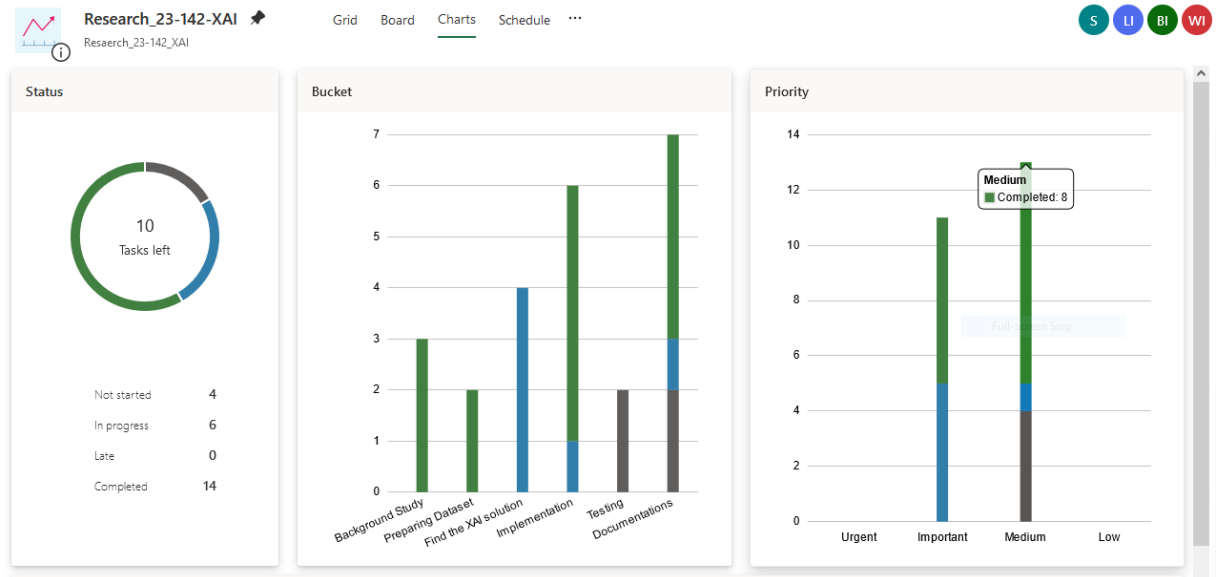 Research_23-142-XAI
Resaerch_23-142_XAI
Grid Board Charts Schedule ...
S LI BI WI
Status
10
Tasks left
Not started 4
In progress 6
Late 0
Completed 14
Bucket
7
6
5
4
3
2
1
0
Background Study
Preparing Dataset
Find the XAI solution
Implementation
Testing
Documentations
Priority
14
12
10
8
6
4
2
0
Medium
Completed: 8
Full-screen Snip
Urgent Important Medium Low